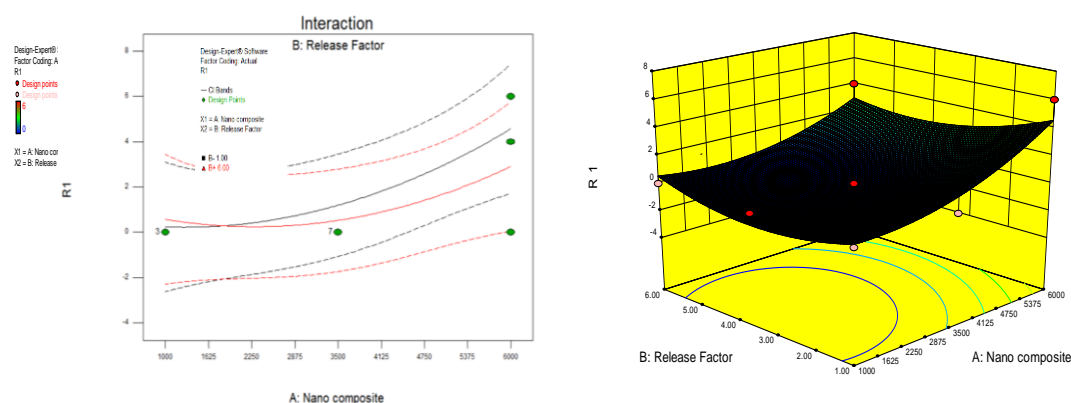 Interaction
B: Release Factor
Design-Expert® S
Factor Coding: A
R1
Design points
Design points
6
0
X1 = A: Nano cor
X2 = B: Release
Design-Expert® Software
Factor Coding: Actual
R1
CI Bands
Design Points
X1 = A: Nano composite
X2 = B: Release Factor
B- 1.00
B+ 6.00
R1
8
6
4
2
0
-2
-4
3
7
1000 1625 2250 2875 3500 4125 4750 5375 6000
A: Nano composite
R 1
8
6
4
2
0
-2
-4
6.00
5.00
4.00
3.00
2.00
1.00
1000
1625
2250
2875
3500
4125
4750
5375
6000
B: Release Factor
A: Nano composite